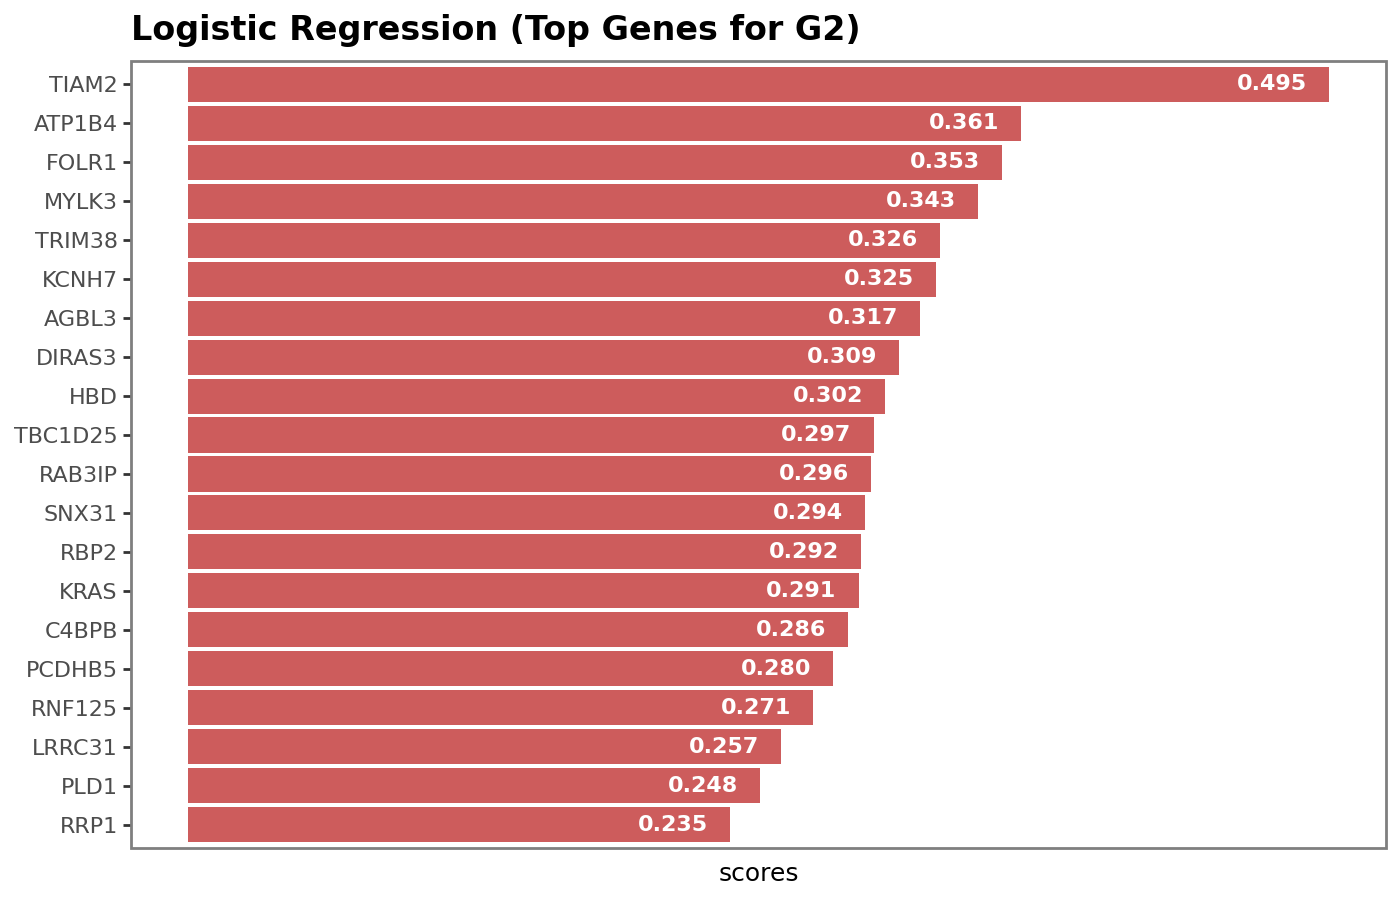 Logistic Regression (Top Genes for G2)
TIAM2 0.495
ATP1B4 0.361
FOLR1 0.353
MYLK3 0.343
TRIM38 0.326
KCNH7 0.325
AGBL3 0.317
DIRAS3 0.309
HBD 0.302
TBC1D25 0.297
RAB3IP 0.296
SNX31 0.294
RBP2 0.292
KRAS 0.291
C4BPB 0.286
PCDHB5 0.280
RNF125 0.271
LRRC31 0.257
PLD1 0.248
RRP1 0.235
scores